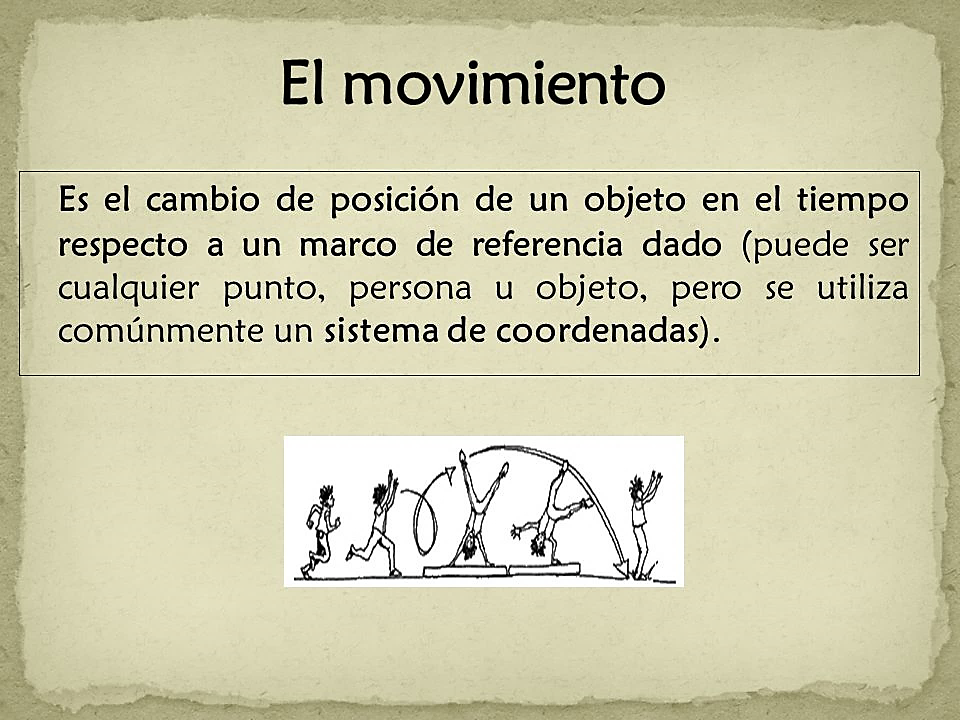 El movimiento
Es el cambio de posición de un objeto en el tiempo
respecto a un marco de referencia dado (puede ser
cualquier punto, persona u objeto, pero se utiliza
comúnmente un sistema de coordenadas).